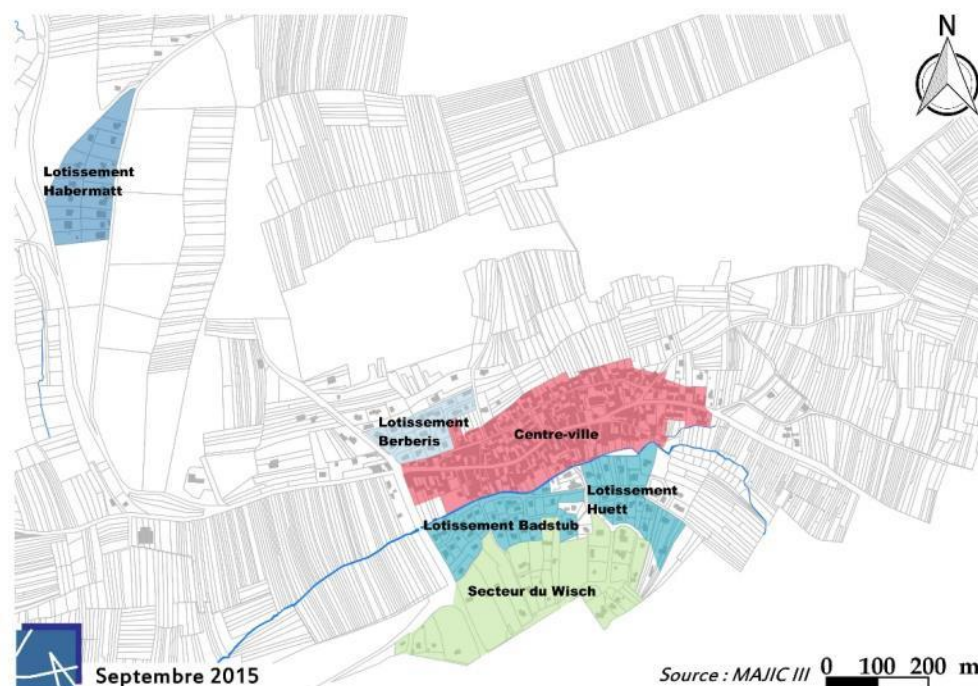 N
Lotissement
Habermatt
Lotissement
Berberis
Centre-ville
Lotissement
Huett
Lotissement Badstub
Secteur du Wisch
Septembre 2015
Source : MAJIC III
0 100 200 m